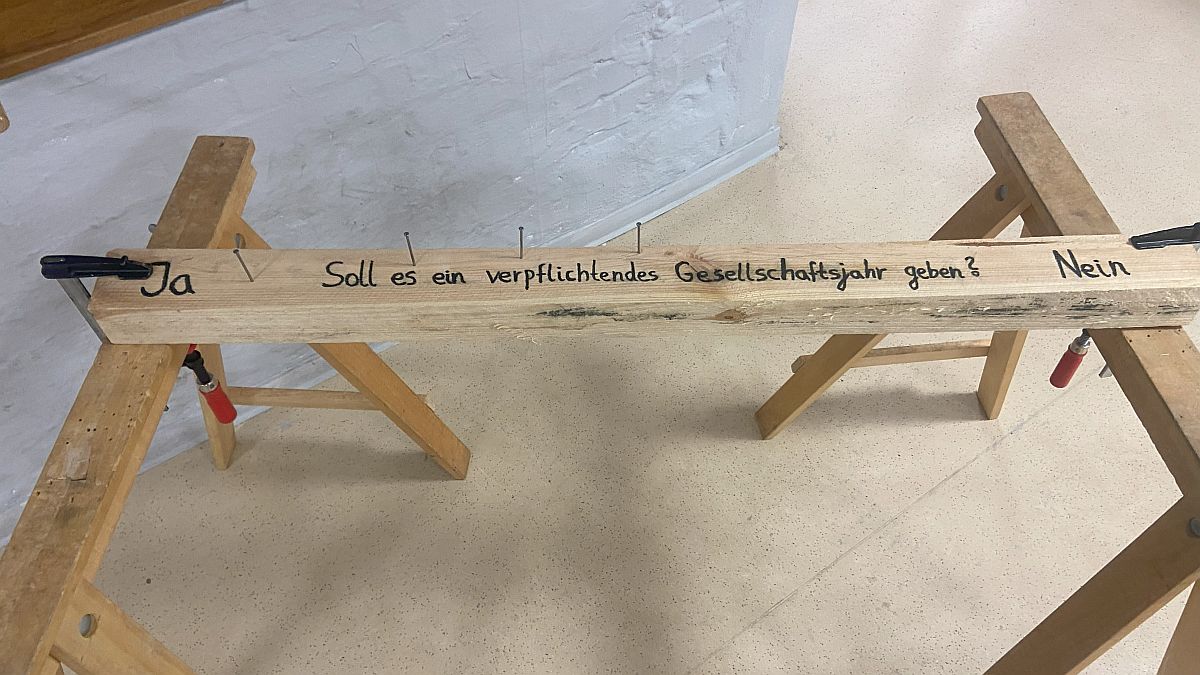 Ja Soll es ein verpflichtendes Gesellschaftsjahr geben? Nein